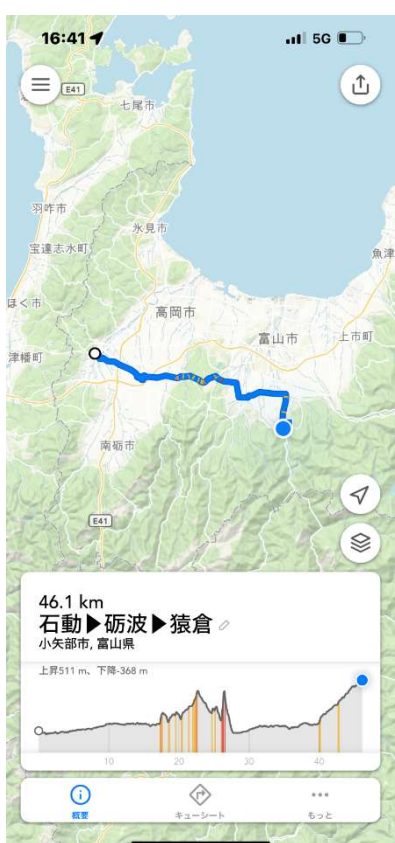 16:41
5G
E41
七尾市
羽咋市
氷見市
宝達志水町
魚津
ほく市
高岡市
富山市
上市町
津幡町
南砺市
E41
46.1 km
石動▶砺波▶猿倉
小矢部市, 富山県
上昇511 m、下降-368 m
10 20 30 40
概要 キューシート もっと